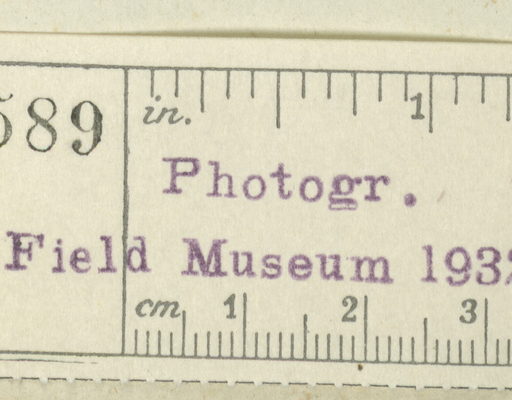 589
in. 1
Photogr.
Field Museum 193
cm 1 2 3